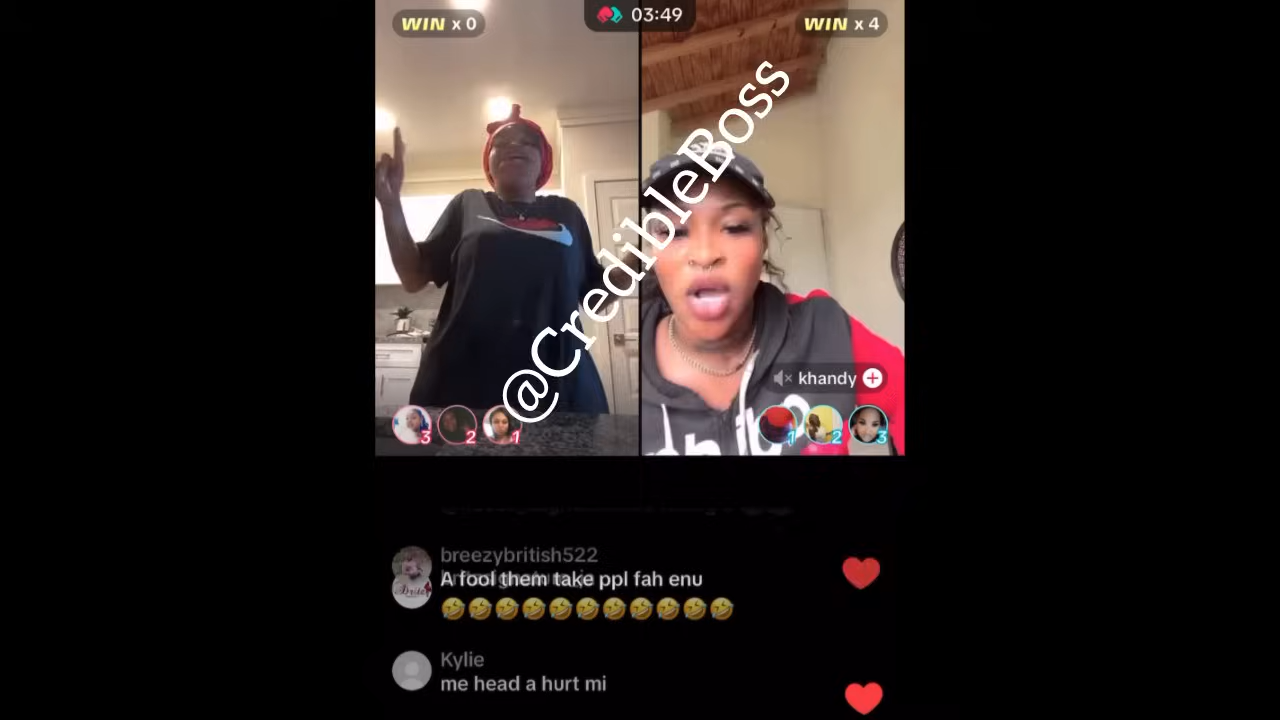 WIN x 0
03:49
WIN x 4
@CredibleBoss
khandy
3
2
1
1
2
3
breezybritish522
A fool them take ppl fah enu
🤣🤣🤣🤣🤣🤣🤣🤣🤣🤣🤣
Kylie
me head a hurt mi